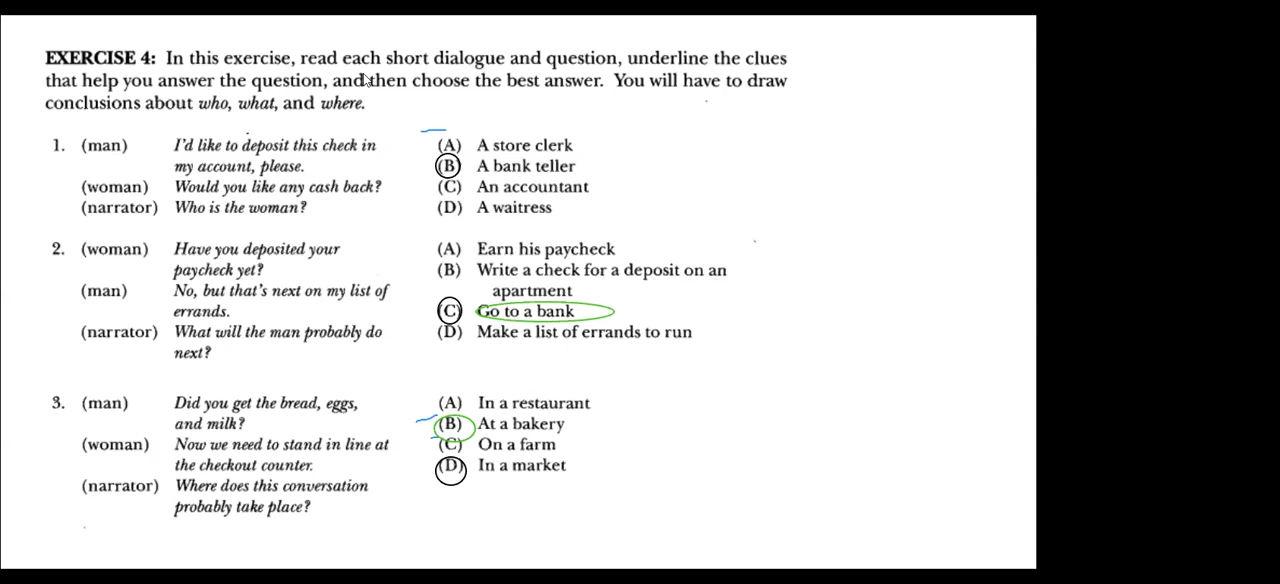 EXERCISE 4: In this exercise, read each short dialogue and question, underline the clues
that help you answer the question, and then choose the best answer. You will have to draw
conclusions about who, what, and where.
1. (man) I'd like to deposit this check in
my account, please.
(woman) Would you like any cash back?
(narrator) Who is the woman?
(A) A store clerk
(B) A bank teller
(C) An accountant
(D) A waitress
2. (woman) Have you deposited your
paycheck yet?
(man) No, but that's next on my list of
errands.
(narrator) What will the man probably do
next?
(A) Earn his paycheck
(B) Write a check for a deposit on an
apartment
(C) Go to a bank
(D) Make a list of errands to run
3. (man) Did you get the bread, eggs,
and milk?
(woman) Now we need to stand in line at
the checkout counter.
(narrator) Where does this conversation
probably take place?
(A) In a restaurant
(B) At a bakery
(C) On a farm
(D) In a market